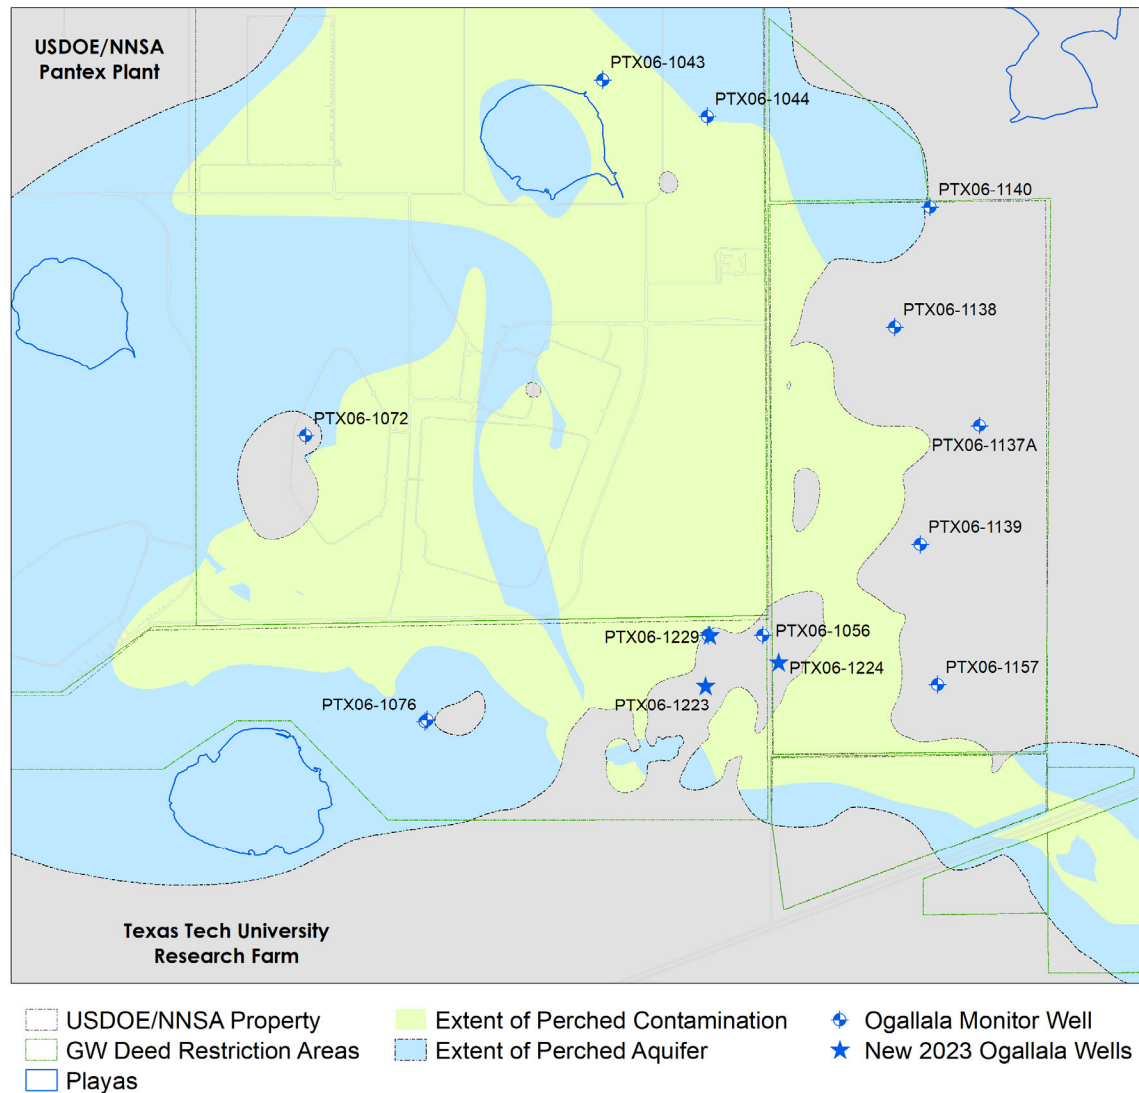 USDOE/NNSA
Pantex Plant
PTX06-1043
PTX06-1044
PTX06-1140
PTX06-1138
PTX06-1072
PTX06-1137A
PTX06-1139
PTX06-1229
PTX06-1056
PTX06-1224
PTX06-1157
PTX06-1076
PTX06-1223
Texas Tech University
Research Farm
USDOE/NNSA Property
Extent of Perched Contamination
Ogallala Monitor Well
GW Deed Restriction Areas
Extent of Perched Aquifer
New 2023 Ogallala Wells
Playas